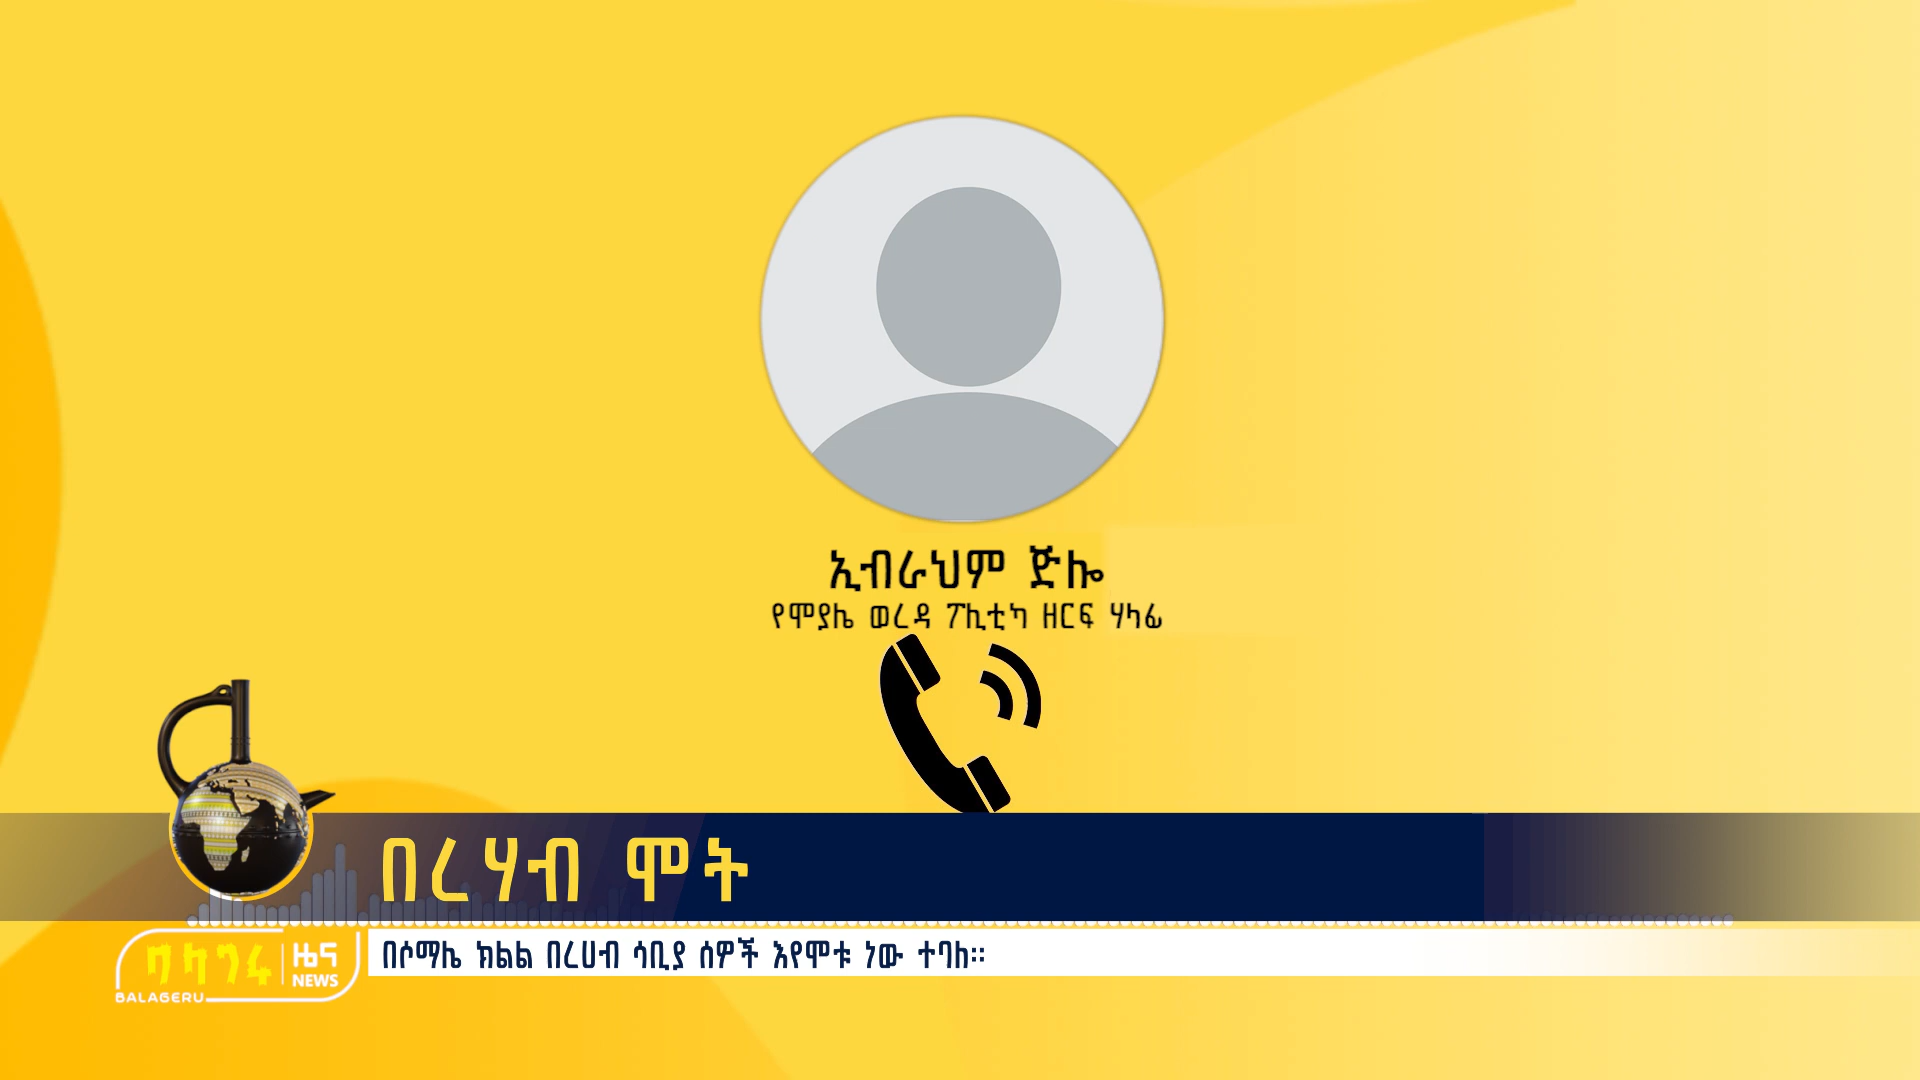 ኢብራህም ጅሎ
የሞያሌ ወረዳ ፖሊቲካ ዘርፍ ሃላፊ
በረሃብ ሞት
በሶማሌ ክልል በረሀብ ሳቢያ ሰዎች እየሞቱ ነው ተባለ።
ባላገሩ ዜና
BALAGERU NEWS